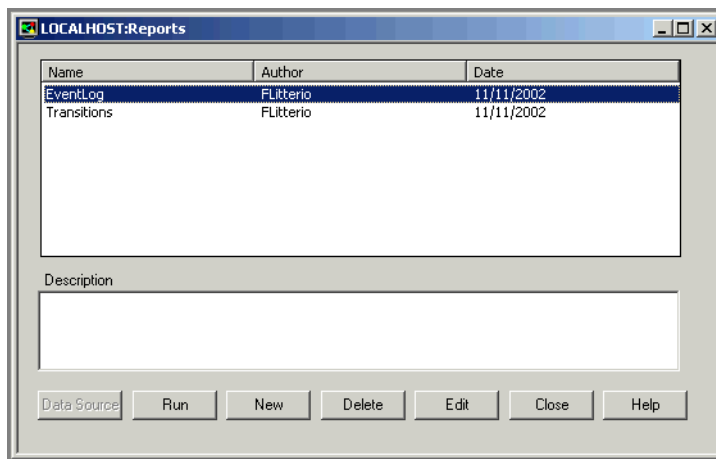 LOCALHOST:Reports
Name Author Date
EventLog FLitterio 11/11/2002
Transitions FLitterio 11/11/2002
Description
Data Source Run New Delete Edit Close Help